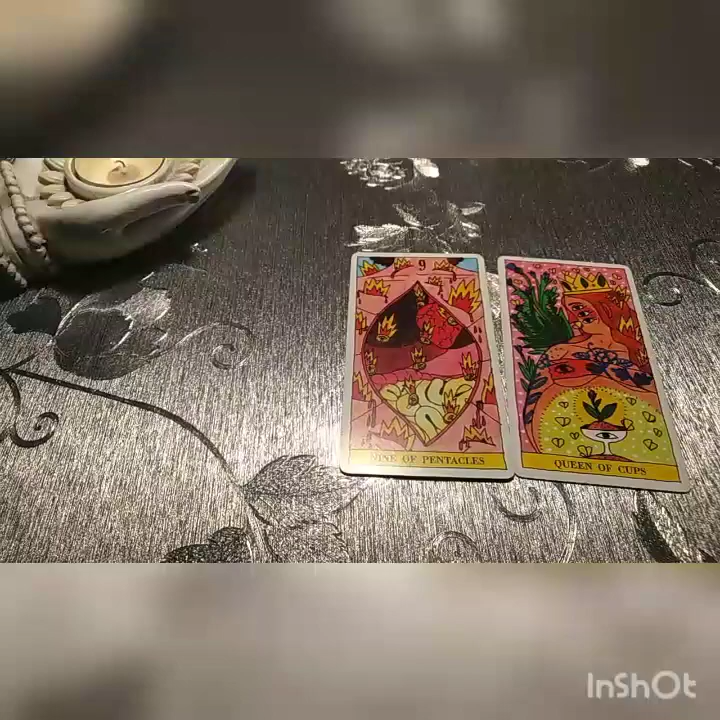 9
NINE OF PENTACLES
QUEEN OF CUPS
InShOt